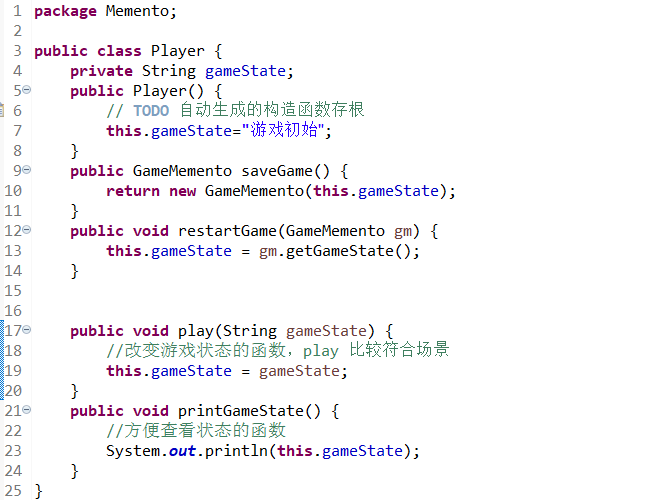 1 package Memento;
2
3 public class Player {
4     private String gameState;
5     public Player() {
6         // TODO 自动生成的构造函数存根
7         this.gameState="游戏初始";
8     }
9     public GameMemento saveGame() {
10         return new GameMemento(this.gameState);
11     }
12     public void restartGame(GameMemento gm) {
13         this.gameState = gm.getGameState();
14     }
15
16
17     public void play(String gameState) {
18         //改变游戏状态的函数，play 比较符合场景
19         this.gameState = gameState;
20     }
21     public void printGameState() {
22         //方便查看状态的函数
23         System.out.println(this.gameState);
24     }
25 }